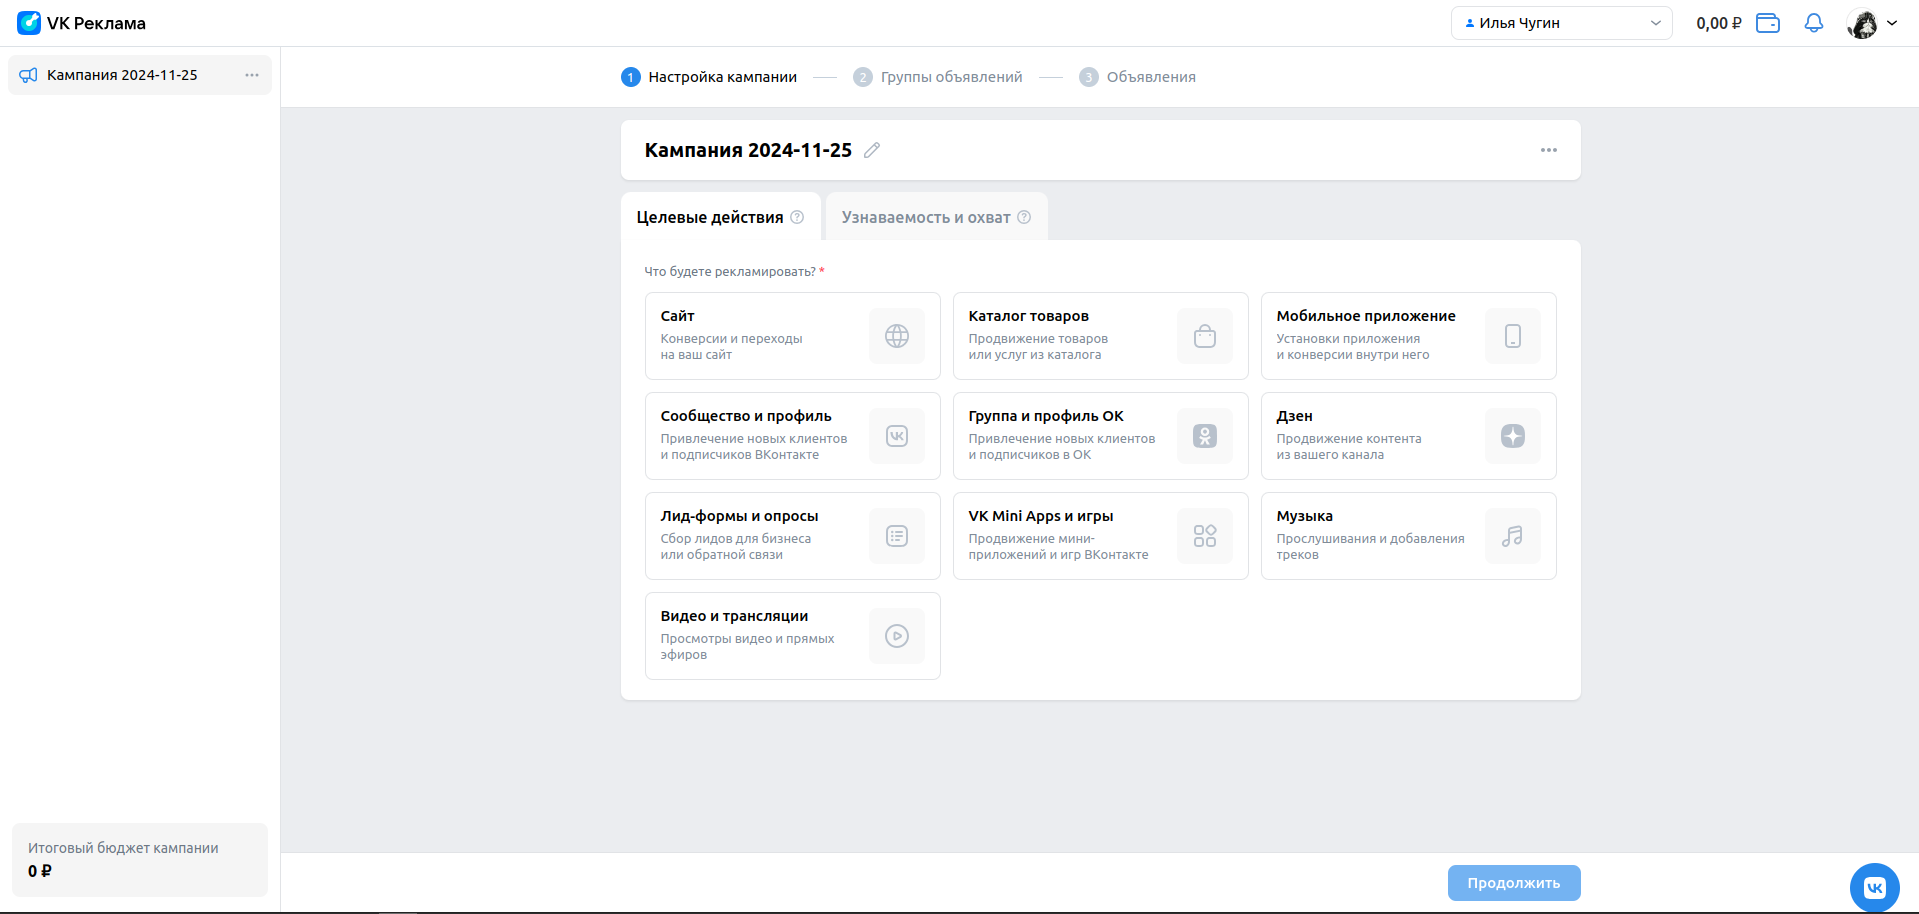 VK Реклама
Илья Чугин
0,00 ₽
Кампания 2024-11-25
1 Настройка кампании
2 Группы объявлений
3 Объявления
Кампания 2024-11-25
Целевые действия ?
Узнаваемость и охват ?
Что будете рекламировать? *
Сайт
Конверсии и переходы
на ваш сайт
Каталог товаров
Продвижение товаров
или услуг из каталога
Мобильное приложение
Установки приложения
и конверсии внутри него
Сообщество и профиль
Привлечение новых клиентов
и подписчиков ВКонтакте
Группа и профиль ОК
Привлечение новых клиентов
и подписчиков в ОК
Дзен
Продвижение контента
из вашего канала
Лид-формы и опросы
Сбор лидов для бизнеса
или обратной связи
VK Mini Apps и игры
Продвижение мини-
приложений и игр ВКонтакте
Музыка
Прослушивания и добавления
треков
Видео и трансляции
Просмотры видео и прямых
эфиров
Итоговый бюджет кампании
0 ₽
Продолжить